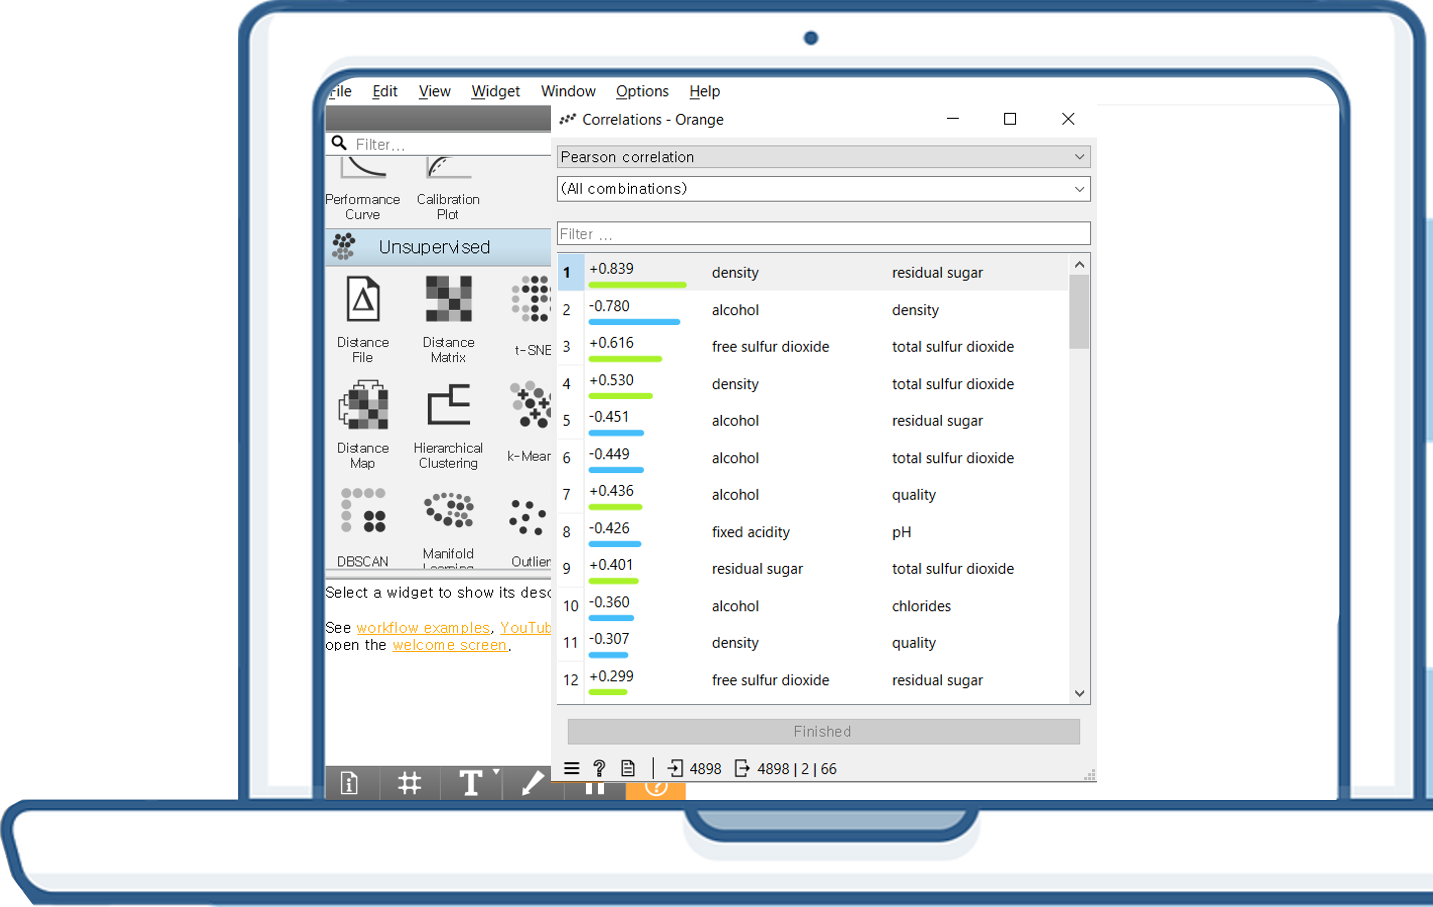 File Edit View Widget Window Options Help
Correlations - Orange
Filter...
Pearson correlation
(All combinations)
Filter ...
Performance Curve
Calibration Plot
Unsupervised
Distance File
Distance Matrix
t-SNE
Distance Map
Hierarchical Clustering
DBSCAN
Manifold
Select a widget to show its
See workflow examples,
open the welcome screen.
1 +0.839 density residual sugar
2 -0.780 alcohol density
3 +0.616 free sulfur dioxide total sulfur dioxide
4 +0.530 density total sulfur dioxide
5 -0.451 alcohol residual sugar
6 -0.449 alcohol total sulfur dioxide
7 +0.436 alcohol quality
8 -0.426 fixed acidity pH
9 +0.401 residual sugar total sulfur dioxide
10 -0.360 alcohol chlorides
11 -0.307 density quality
12 +0.299 free sulfur dioxide residual sugar
Finished
4898 4898 | 2 | 66